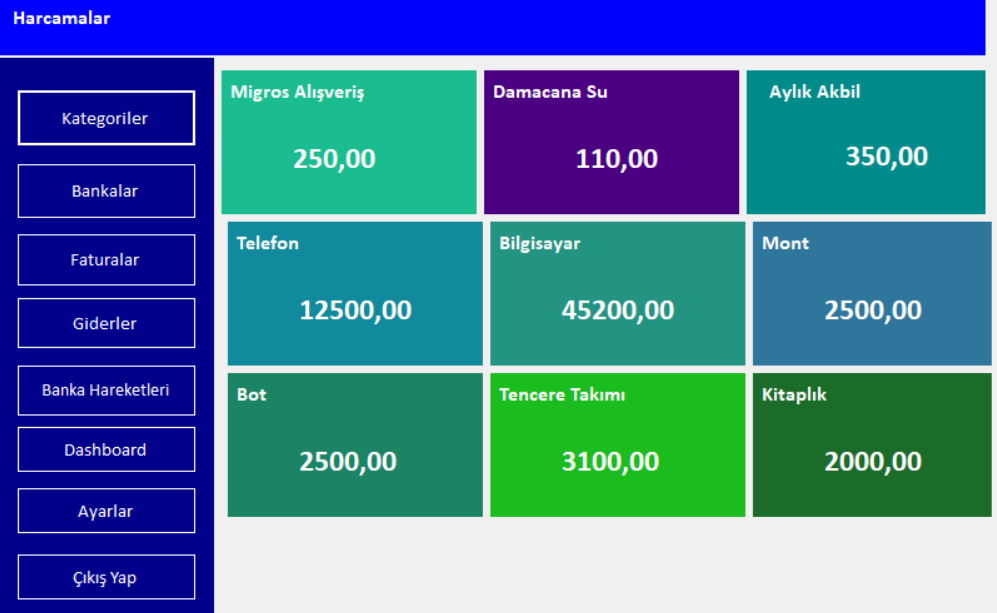 Harcamalar
Kategoriler
Bankalar
Faturalar
Giderler
Banka Hareketleri
Dashboard
Ayarlar
Çıkış Yap
Migros Alışveriş
250,00
Damacana Su
110,00
Aylık Akbil
350,00
Telefon
12500,00
Bilgisayar
45200,00
Mont
2500,00
Bot
2500,00
Tencere Takımı
3100,00
Kitaplık
2000,00